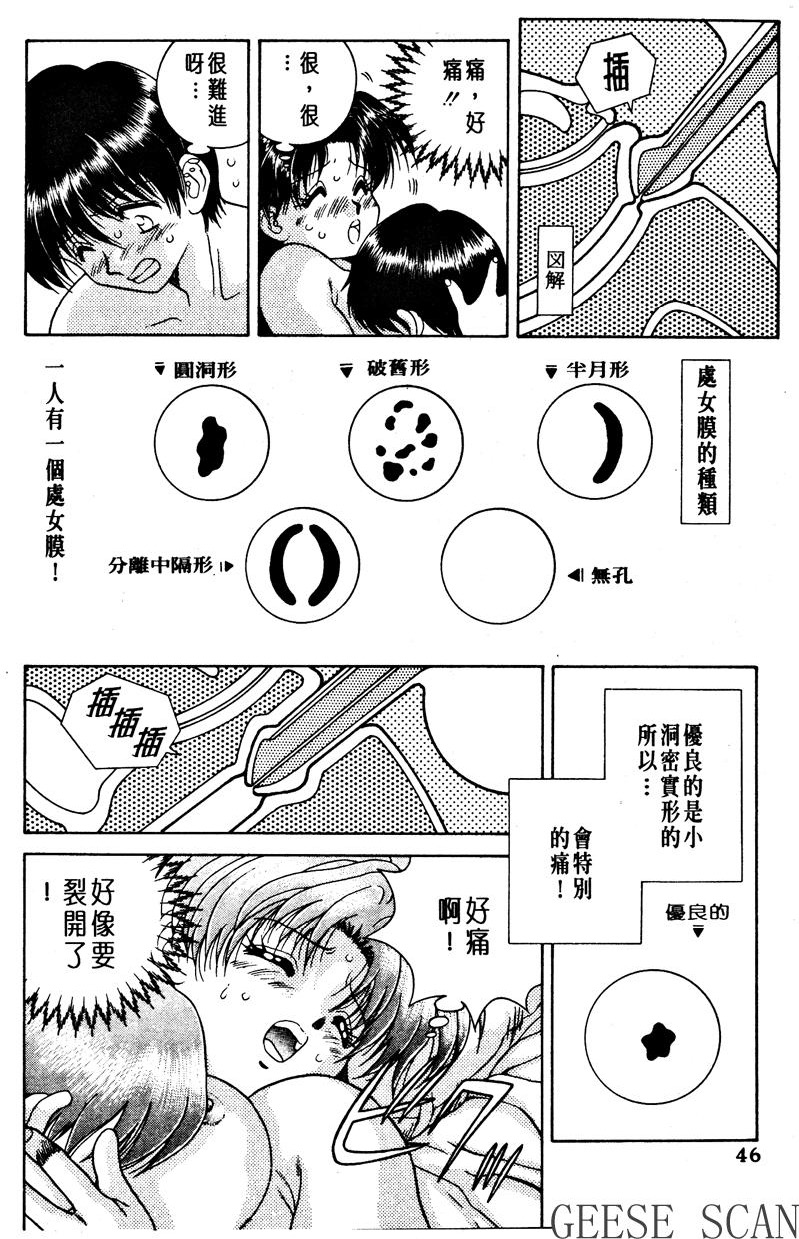 插
図解
痛，好
痛!!
很，很
…
很難進
呀…
處女膜的種類
半月形
破舊形
圓洞形
無孔
分離中隔形
一人有一個處女膜！
優良的是小
洞密實形的
所以…
會特別
的痛！
優良的
插
插
插
好痛
啊！
好像要
裂開了
！
ビク
46
GEESE SCAN